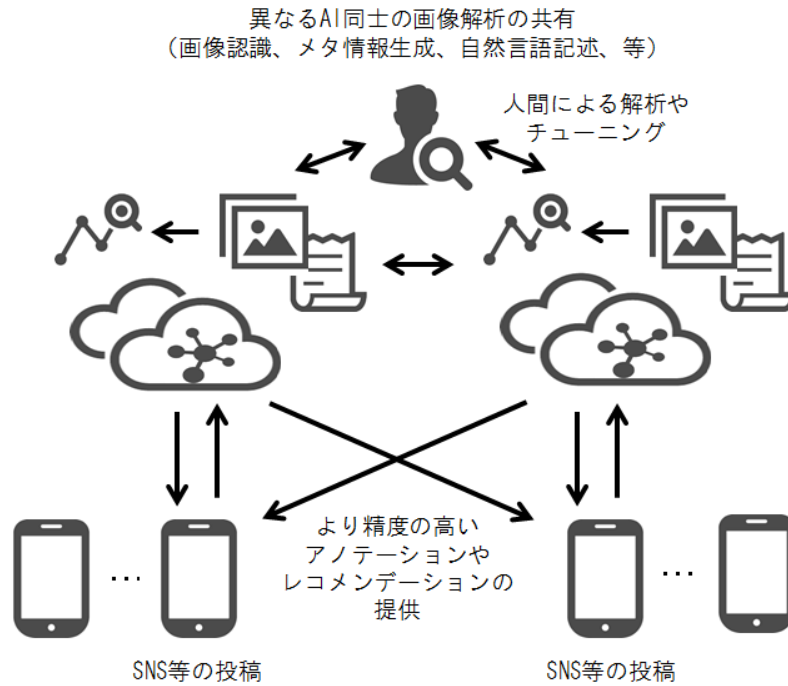 異なるAI同士の画像解析の共有
(画像認識、メタ情報生成、自然言語記述、等)
人間による解析や
チューニング
より精度の高い
アノテーションや
レコメンデーションの
提供
...
...
SNS等の投稿
SNS等の投稿